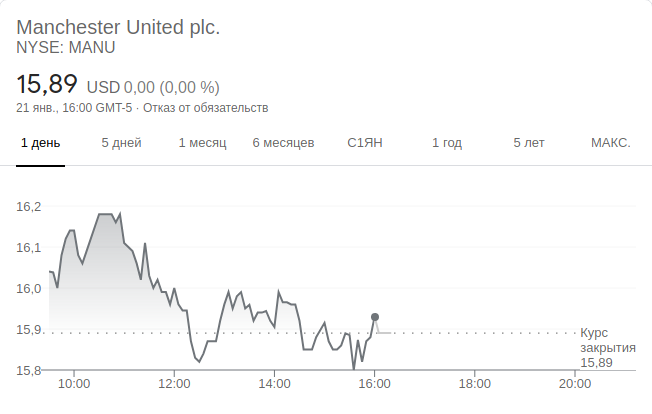 Manchester United plc.
NYSE: MANU
15,89 USD 0,00 (0,00 %)
21 янв., 16:00 GMT-5 · Отказ от обязательств
1 день 5 дней 1 месяц 6 месяцев С1ЯН 1 год 5 лет МАКС.
16,2
16,1
16,0
15,9
15,8
Курс
закрытия
15,89
10:00 12:00 14:00 16:00 18:00 20:00